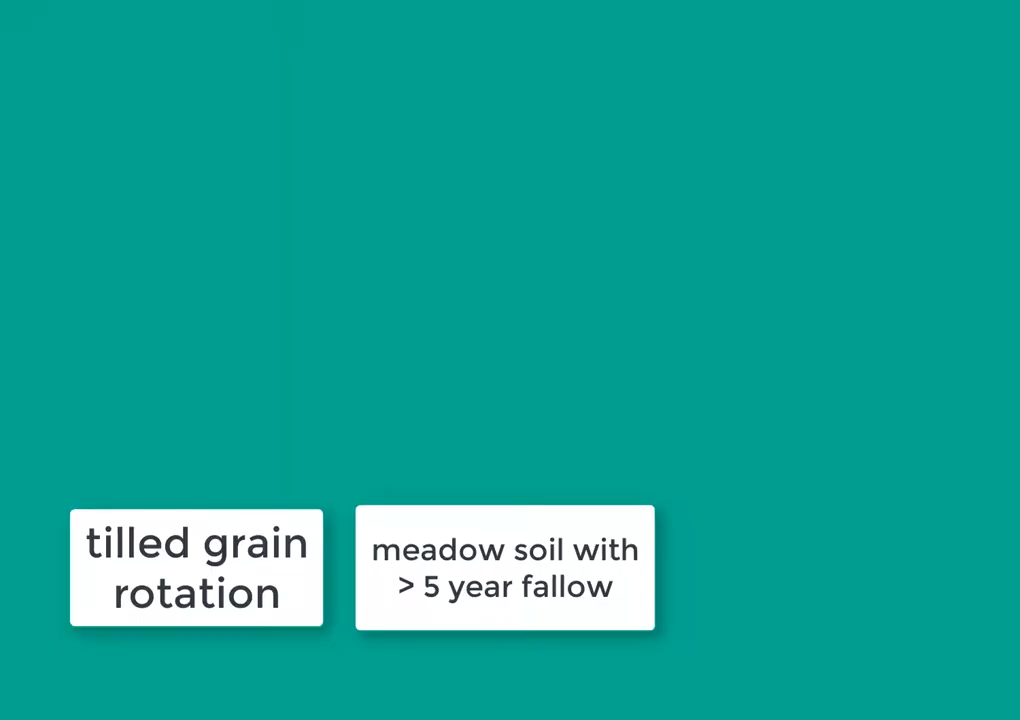 tilled grain
rotation
meadow soil with
> 5 year fallow